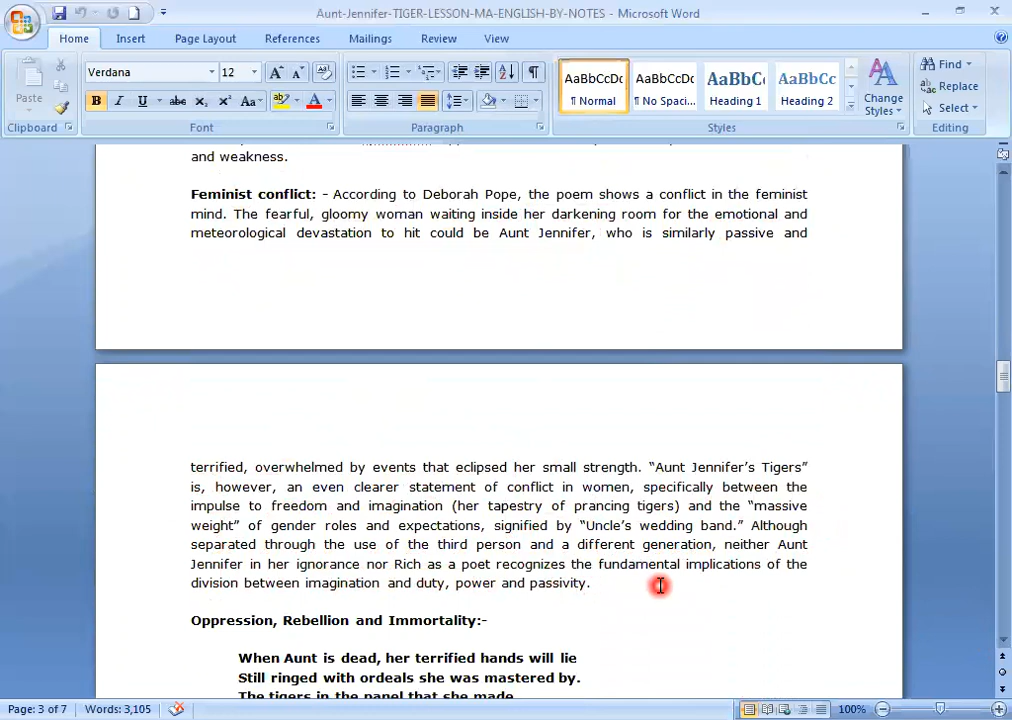 Aunt-Jennifer-TIGER-LESSON-MA-ENGLISH-BY-NOTES - Microsoft Word
Home Insert Page Layout References Mailings Review View
Paste
Verdana 12
AaBbCcDc AaBbCcDc AaBbC AaBbCc
¶ Normal ¶ No Spaci... Heading 1 Heading 2
Change Styles
Find
Replace
Select
Clipboard Font Paragraph Styles Editing
and weakness.
Feminist conflict: - According to Deborah Pope, the poem shows a conflict in the feminist
mind. The fearful, gloomy woman waiting inside her darkening room for the emotional and
meteorological devastation to hit could be Aunt Jennifer, who is similarly passive and
terrified, overwhelmed by events that eclipsed her small strength. “Aunt Jennifer’s Tigers”
is, however, an even clearer statement of conflict in women, specifically between the
impulse to freedom and imagination (her tapestry of prancing tigers) and the “massive
weight” of gender roles and expectations, signified by “Uncle’s wedding band.” Although
separated through the use of the third person and a different generation, neither Aunt
Jennifer in her ignorance nor Rich as a poet recognizes the fundamental implications of the
division between imagination and duty, power and passivity.
Oppression, Rebellion and Immortality:-
When Aunt is dead, her terrified hands will lie
Still ringed with ordeals she was mastered by.
The tigers in the panel that she made
Page: 3 of 7 Words: 3,105 100%